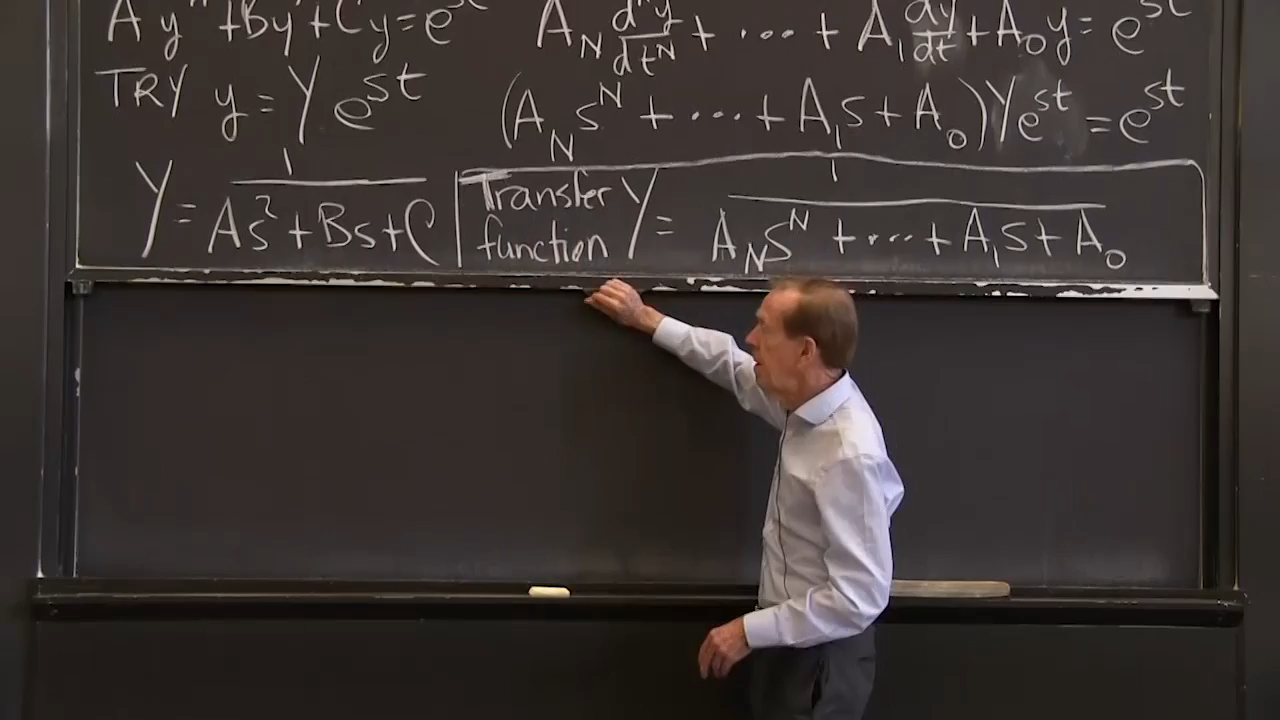 Ay" + By' + Cy = e^st
TRY y = Y e^st
Y = 1 / (As² + Bs + C)
A_N d^N y/dt^N + ... + A_1 dy/dt + A_0 y = e^st
(A_N s^N + ... + A_1 s + A_0) Y e^st = e^st
Transfer function Y = 1 / (A_N s^N + ... + A_1 s + A_0)